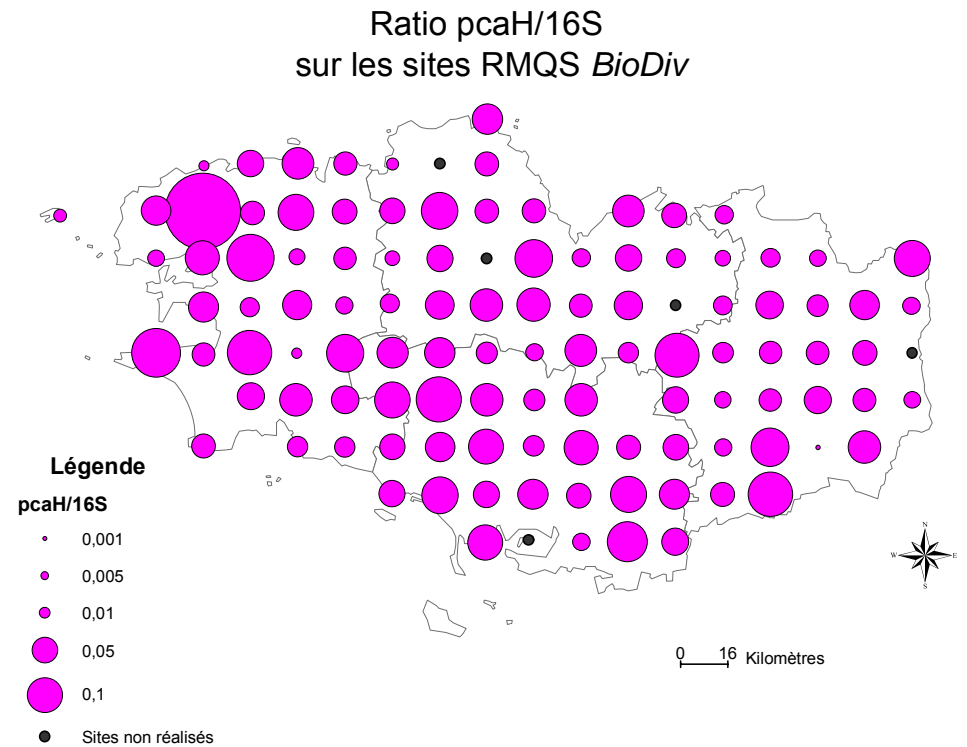 Ratio pcaH/16S
sur les sites RMQS BioDiv
Légende
pcaH/16S
0,001
0,005
0,01
0,05
0,1
Sites non réalisés
N
W E
S
0 16 Kilomètres